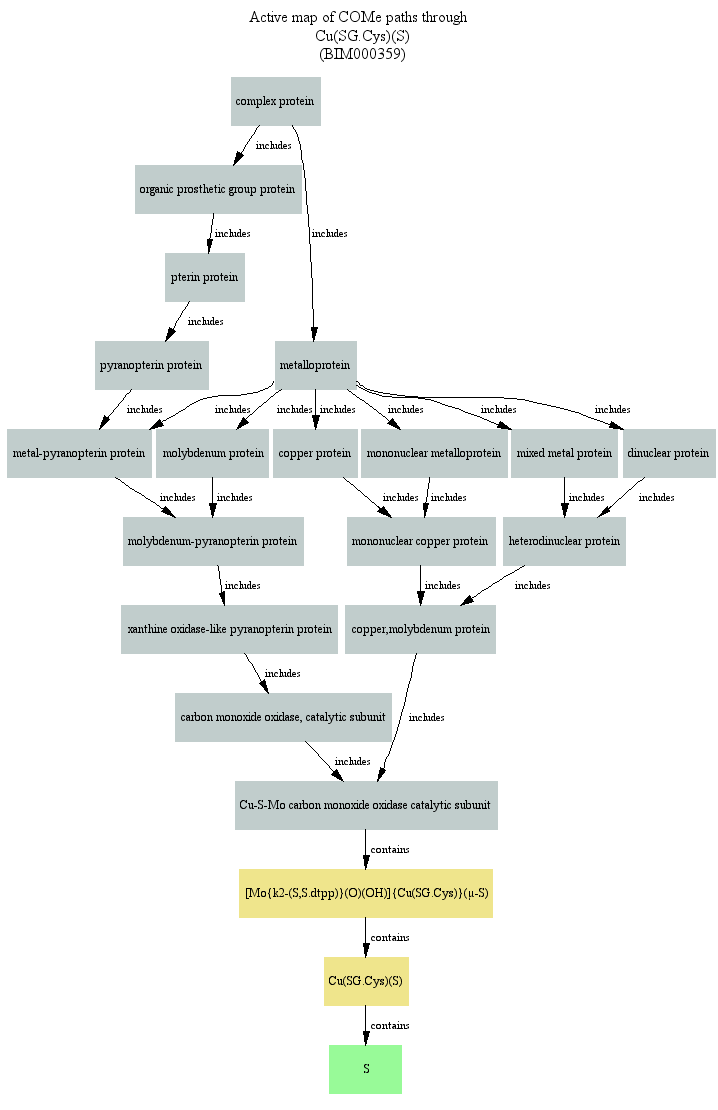 Active map of COMe paths through
Cu(SG.Cys)(S)
(BIM000359)
complex protein
includes
organic prosthetic group protein
includes includes
pterin protein
includes
pyranopterin protein metalloprotein
includes includes includes includes includes includes includes
metal-pyranopterin protein molybdenum protein copper protein mononuclear metalloprotein mixed metal protein dinuclear protein
includes includes includes includes includes includes
molybdenum-pyranopterin protein mononuclear copper protein heterodinuclear protein
includes includes includes
xanthine oxidase-like pyranopterin protein copper,molybdenum protein
includes
carbon monoxide oxidase, catalytic subunit includes
includes
Cu-S-Mo carbon monoxide oxidase catalytic subunit
contains
[Mo{k2-(S,S.dtpp)}(O)(OH)]{Cu(SG.Cys)}(μ-S)
contains
Cu(SG.Cys)(S)
contains
S